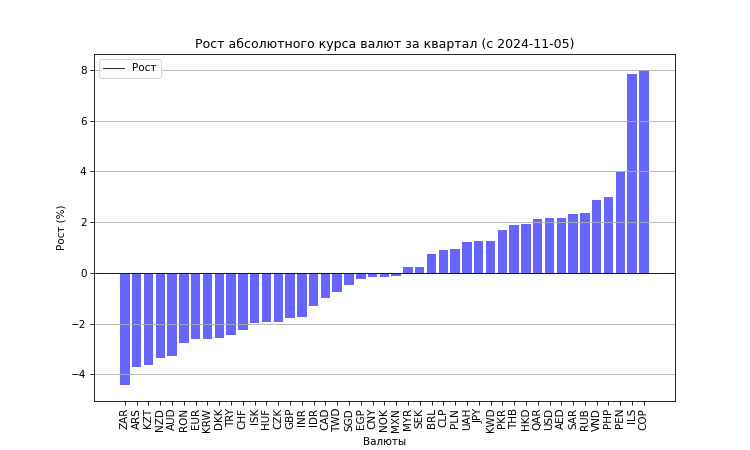 Рост абсолютного курса валют за квартал (с 2024-11-05)
Рост
Рост (%)
8
6
4
2
0
−2
−4
ZAR ARS KZT NZD AUD RON EUR KRW DKK TRY CHF ISK HUF CZK GBP INR IDR CAD TWD SGD EGP CNY NOK MXN MYR SEK BRL CLP PLN UAH JPY KWD PKR THB HKD QAR USD AED SAR RUB VND PHP PEN ILS COP
Валюты